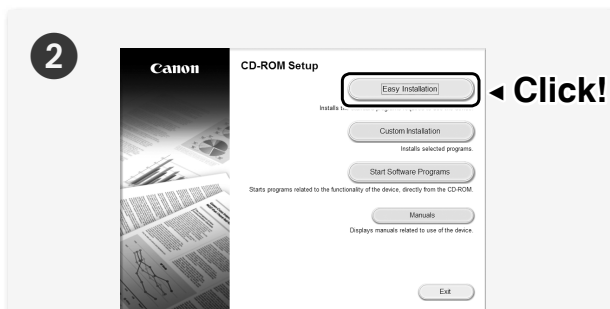 2
Canon
CD-ROM Setup
Easy Installation
◄ Click!
Installs
Custom Installation
Installs selected programs.
Start Software Programs
Starts programs related to the functionality of the device, directly from the CD-ROM.
Manuals
Displays manuals related to use of the device.
Exit